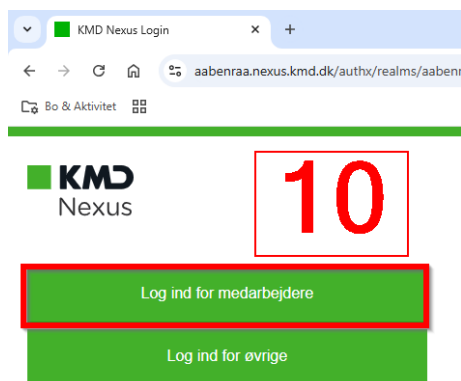 KMD Nexus Login
aabenraa.nexus.kmd.dk/authx/realms/aabenr
Bo & Aktivitet
KMD
Nexus
10
Log ind for medarbejdere
Log ind for øvrige